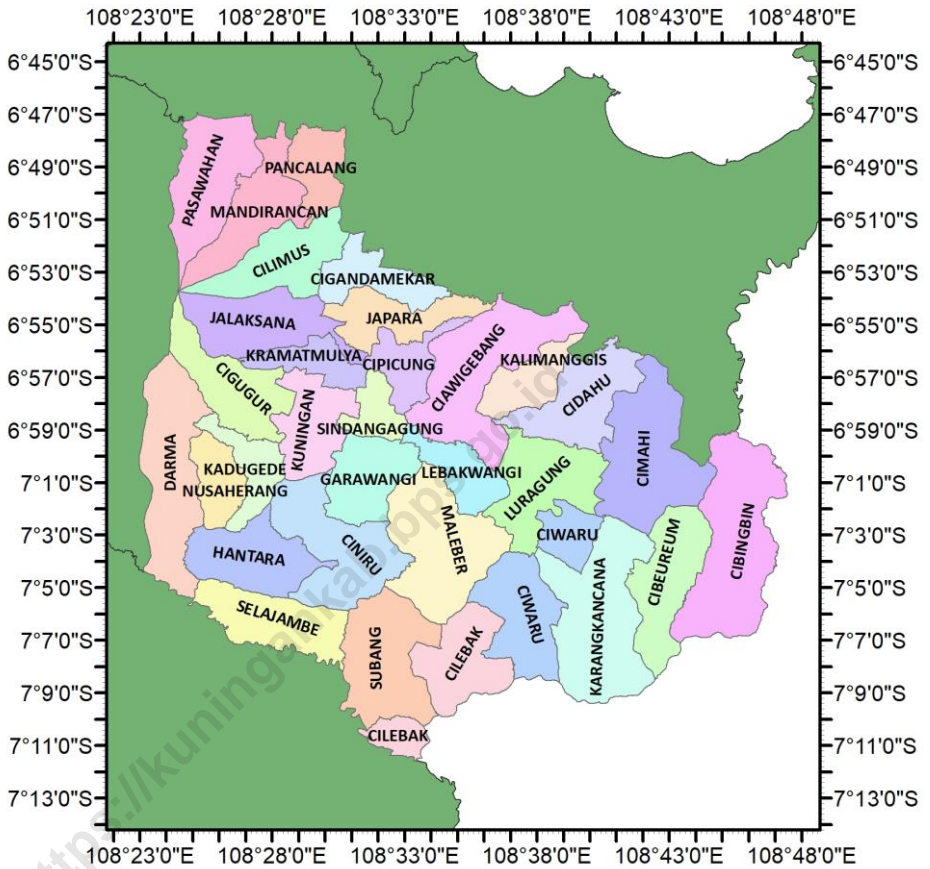 108°23'0"E 108°28'0"E 108°33'0"E 108°38'0"E 108°43'0"E 108°48'0"E
6°45'0"S 6°45'0"S
6°47'0"S 6°47'0"S
6°49'0"S 6°49'0"S
6°51'0"S 6°51'0"S
6°53'0"S 6°53'0"S
6°55'0"S 6°55'0"S
6°57'0"S 6°57'0"S
6°59'0"S 6°59'0"S
7°1'0"S 7°1'0"S
7°3'0"S 7°3'0"S
7°5'0"S 7°5'0"S
7°7'0"S 7°7'0"S
7°9'0"S 7°9'0"S
7°11'0"S 7°11'0"S
7°13'0"S 7°13'0"S
PASAWAHAN
PANCALANG
MANDIRANCAN
CILIMUS
CIGANDAMEKAR
JALAKSANA
JAPARA
KRAMATMULYA
CIPICUNG
CIAWIGEBANG
KALIMANGGIS
CIDAHU
CIGUGUR
KUNINGAN
SINDANGAGUNG
CIMAHI
DARMA
KADUGEDE
NUSAHERANG
GARAWANGI
LEBAKWANGI
LURAGUNG
MALEBER
CIWARU
CIBEUREUM
CIBINGBIN
HANTARA
CINIRU
SELAJAMBE
SUBANG
CILEBAK
CIWARU
KARANGKANCANA
CILEBAK
108°23'0"E 108°28'0"E 108°33'0"E 108°38'0"E 108°43'0"E 108°48'0"E
https://kuningankab.bps.go.id